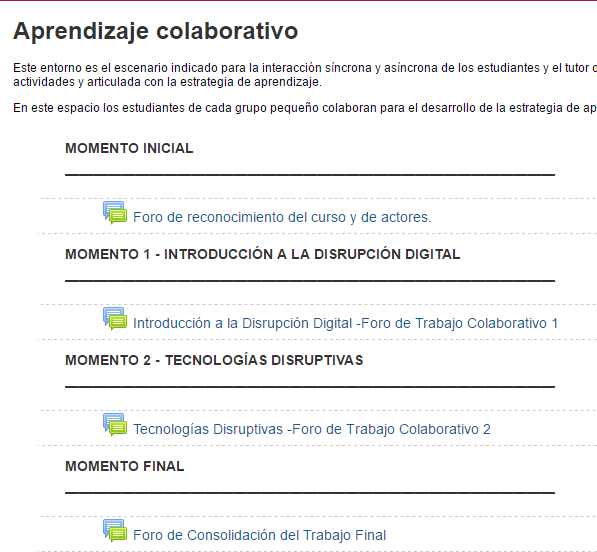 Aprendizaje colaborativo
Este entorno es el escenario indicado para la interacción síncrona y asíncrona de los estudiantes y el tutor
actividades y articulada con la estrategia de aprendizaje.
En este espacio los estudiantes de cada grupo pequeño colaboran para el desarrollo de la estrategia de ap
MOMENTO INICIAL
Foro de reconocimiento del curso y de actores.
MOMENTO 1 - INTRODUCCIÓN A LA DISRUPCIÓN DIGITAL
Introducción a la Disrupción Digital -Foro de Trabajo Colaborativo 1
MOMENTO 2 - TECNOLOGÍAS DISRUPTIVAS
Tecnologías Disruptivas -Foro de Trabajo Colaborativo 2
MOMENTO FINAL
Foro de Consolidación del Trabajo Final